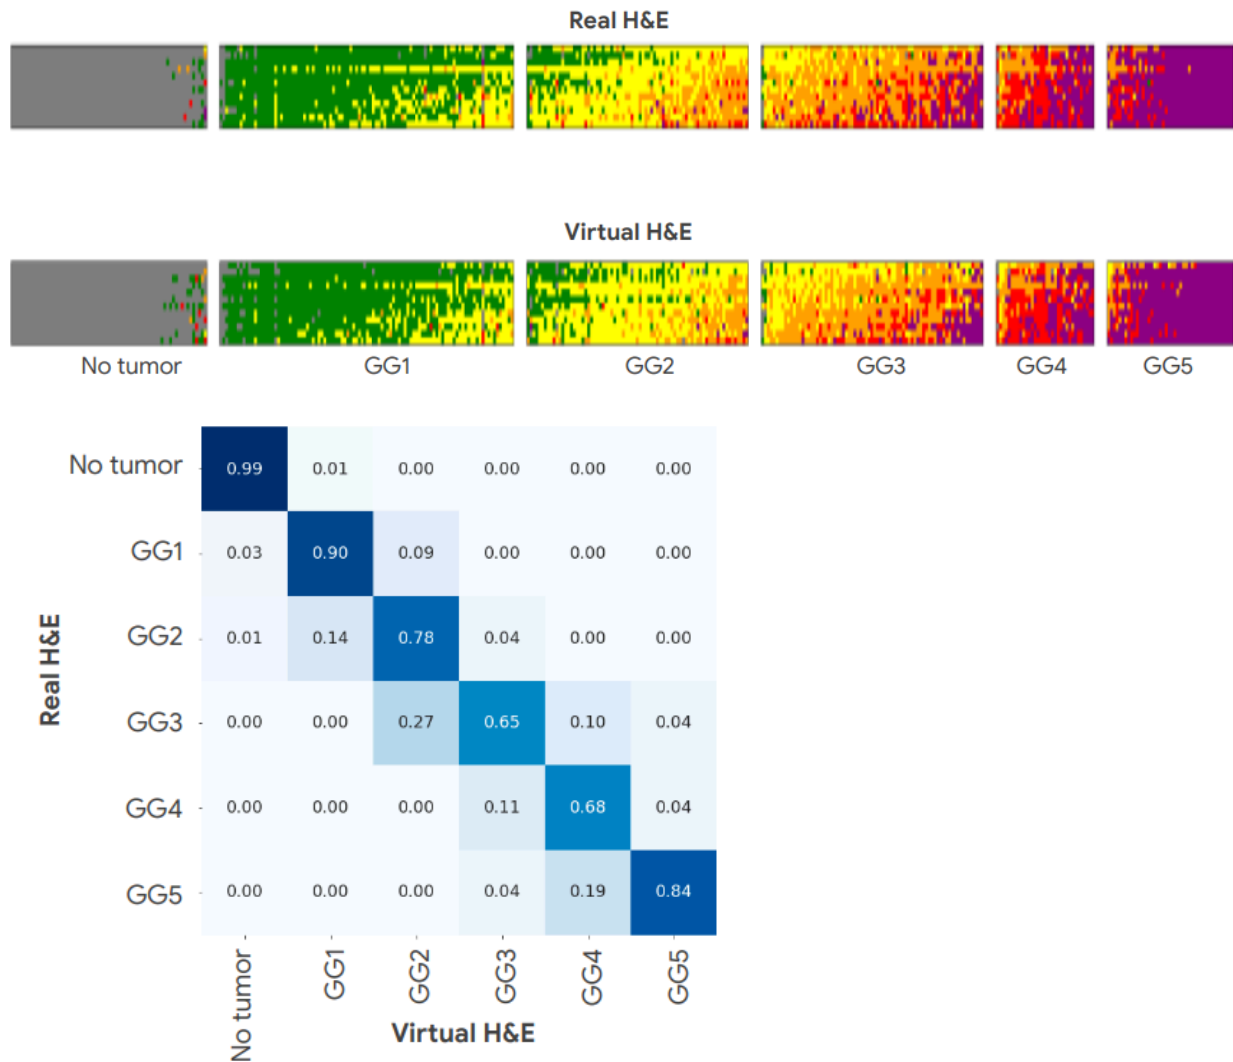 Real H&E
Virtual H&E
No tumor GG1 GG2 GG3 GG4 GG5
No tumor 0.99 0.01 0.00 0.00 0.00 0.00
GG1 0.03 0.90 0.09 0.00 0.00 0.00
GG2 0.01 0.14 0.78 0.04 0.00 0.00
GG3 0.00 0.00 0.27 0.65 0.10 0.04
GG4 0.00 0.00 0.00 0.11 0.68 0.04
GG5 0.00 0.00 0.00 0.04 0.19 0.84
Real H&E
No tumor GG1 GG2 GG3 GG4 GG5
Virtual H&E